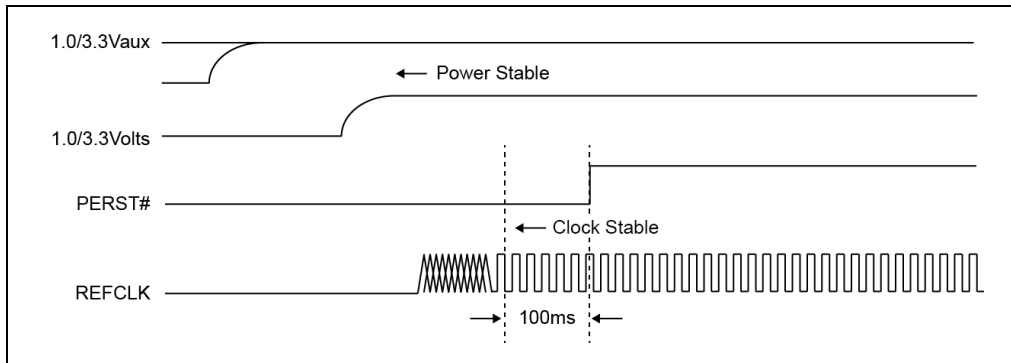 1.0/3.3Vaux
Power Stable
1.0/3.3Volts
PERST#
Clock Stable
REFCLK
100ms